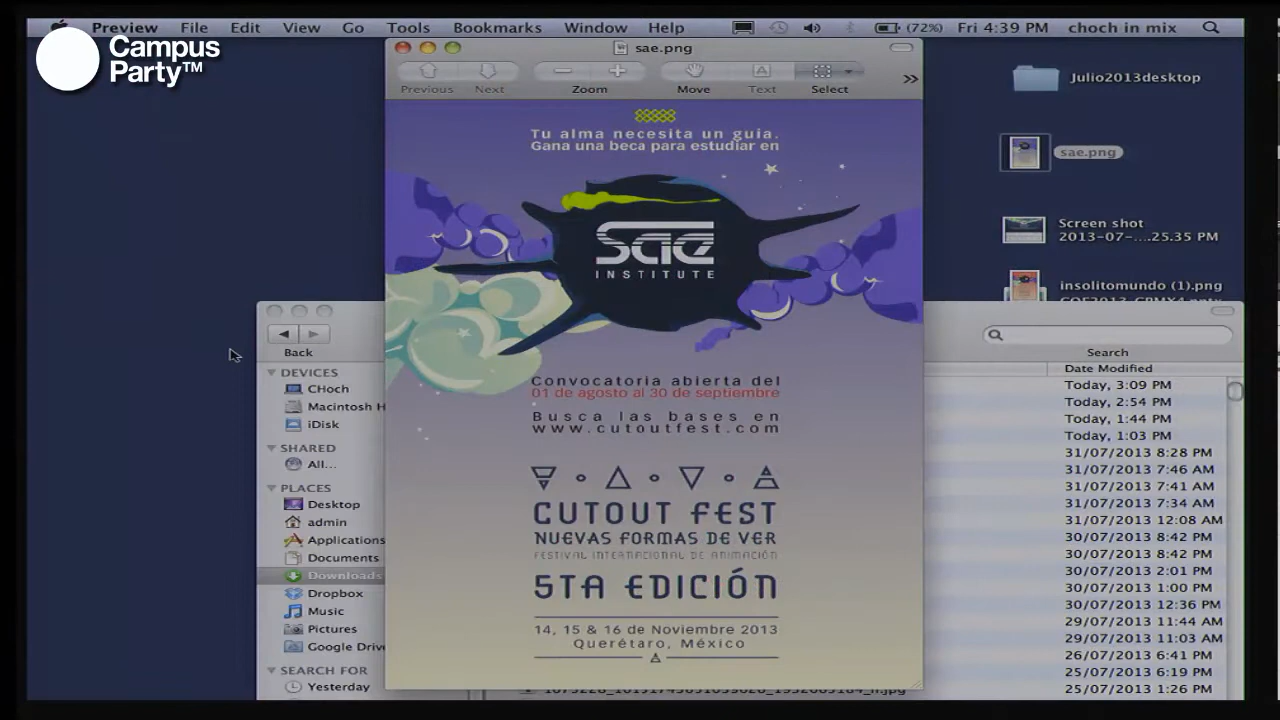 Preview File Edit View Go Tools Bookmarks Window Help (72%) Fri 4:39 PM choch in mix
Campus
Party™
sae.png
Previous Next Zoom Move Text Select
Tu alma necesita un guia.
Gana una beca para estudiar en
sae
INSTITUTE
Convocatoria abierta del
01 de agosto al 30 de septiembre
Busca las bases en
www.cutoutfest.com
CUTOUT FEST
NUEVAS FORMAS DE VER
FESTIVAL INTERNACIONAL DE ANIMACIÓN
5TA EDICIÓN
14, 15 & 16 de Noviembre 2013
Querétaro, México
Julio2013desktop
sae.png
Screen shot
2013-07-....25.35 PM
insolitomundo (1).png
Back
Search
DEVICES
CHoch
Macintosh H
iDisk
SHARED
All...
PLACES
Desktop
admin
Applications
Documents
Downloads
Dropbox
Music
Pictures
Google Driv
SEARCH FOR
Yesterday
Date Modified
Today, 3:09 PM
Today, 2:54 PM
Today, 1:44 PM
Today, 1:03 PM
31/07/2013 8:28 PM
31/07/2013 7:46 AM
31/07/2013 7:41 AM
31/07/2013 7:34 AM
31/07/2013 12:08 AM
30/07/2013 8:42 PM
30/07/2013 8:42 PM
30/07/2013 2:01 PM
30/07/2013 1:00 PM
30/07/2013 12:36 PM
29/07/2013 11:44 AM
29/07/2013 11:03 AM
26/07/2013 6:41 PM
25/07/2013 6:19 PM
25/07/2013 1:26 PM